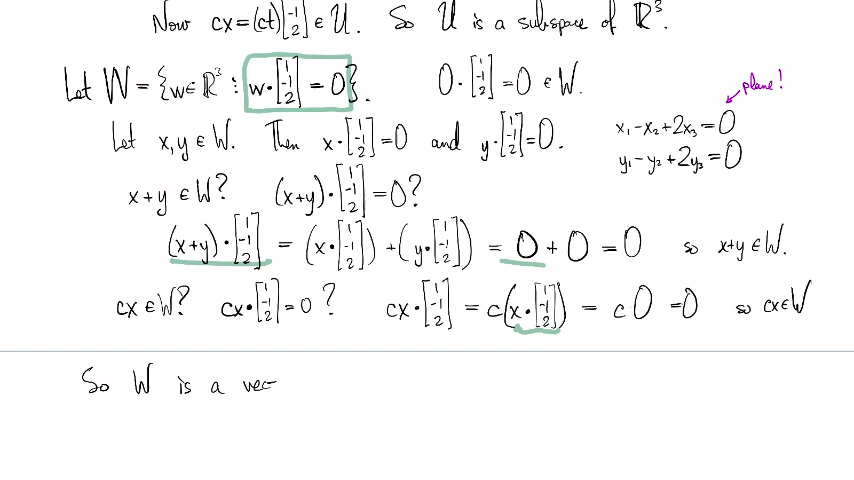 Now cx = (ct)[1 -1 2] ∈ U. So U is a subspace of ℝ³.
Let W = {w ∈ ℝ³ : w·[1 -1 2] = 0}. 0·[1 -1 2] = 0 ∈ W.
plane!
Let x, y ∈ W. Then x·[1 -1 2] = 0 and y·[1 -1 2] = 0.
x₁ - x₂ + 2x₃ = 0
y₁ - y₂ + 2y₃ = 0
x+y ∈ W? (x+y)·[1 -1 2] = 0?
(x+y)·[1 -1 2] = (x·[1 -1 2]) + (y·[1 -1 2]) = 0 + 0 = 0 so x+y ∈ W.
cx ∈ W? cx·[1 -1 2] = 0? cx·[1 -1 2] = c(x·[1 -1 2]) = c0 = 0 so cx ∈ W
So W is a vec